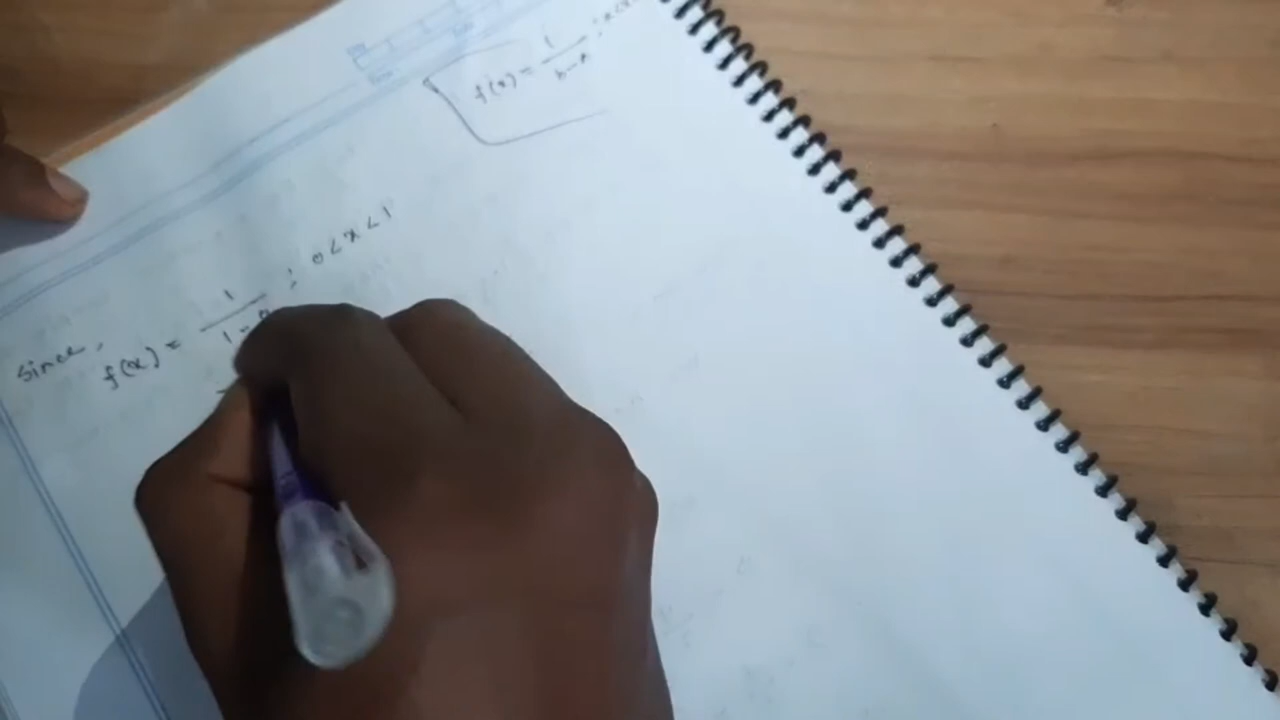 f(x) = 1/b-a ;
Since,
f(x) = 1/1-0 ; 0<x<1